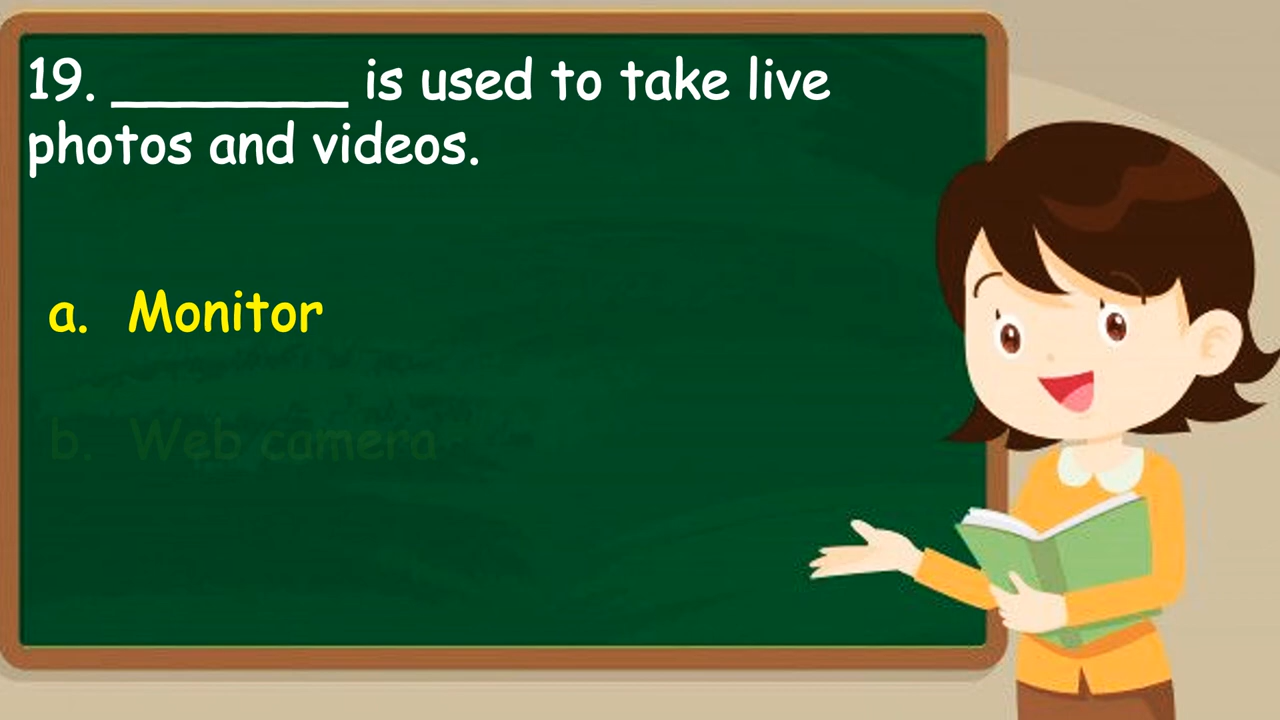 19. ________ is used to take live
photos and videos.
a. Monitor
b. Web camera